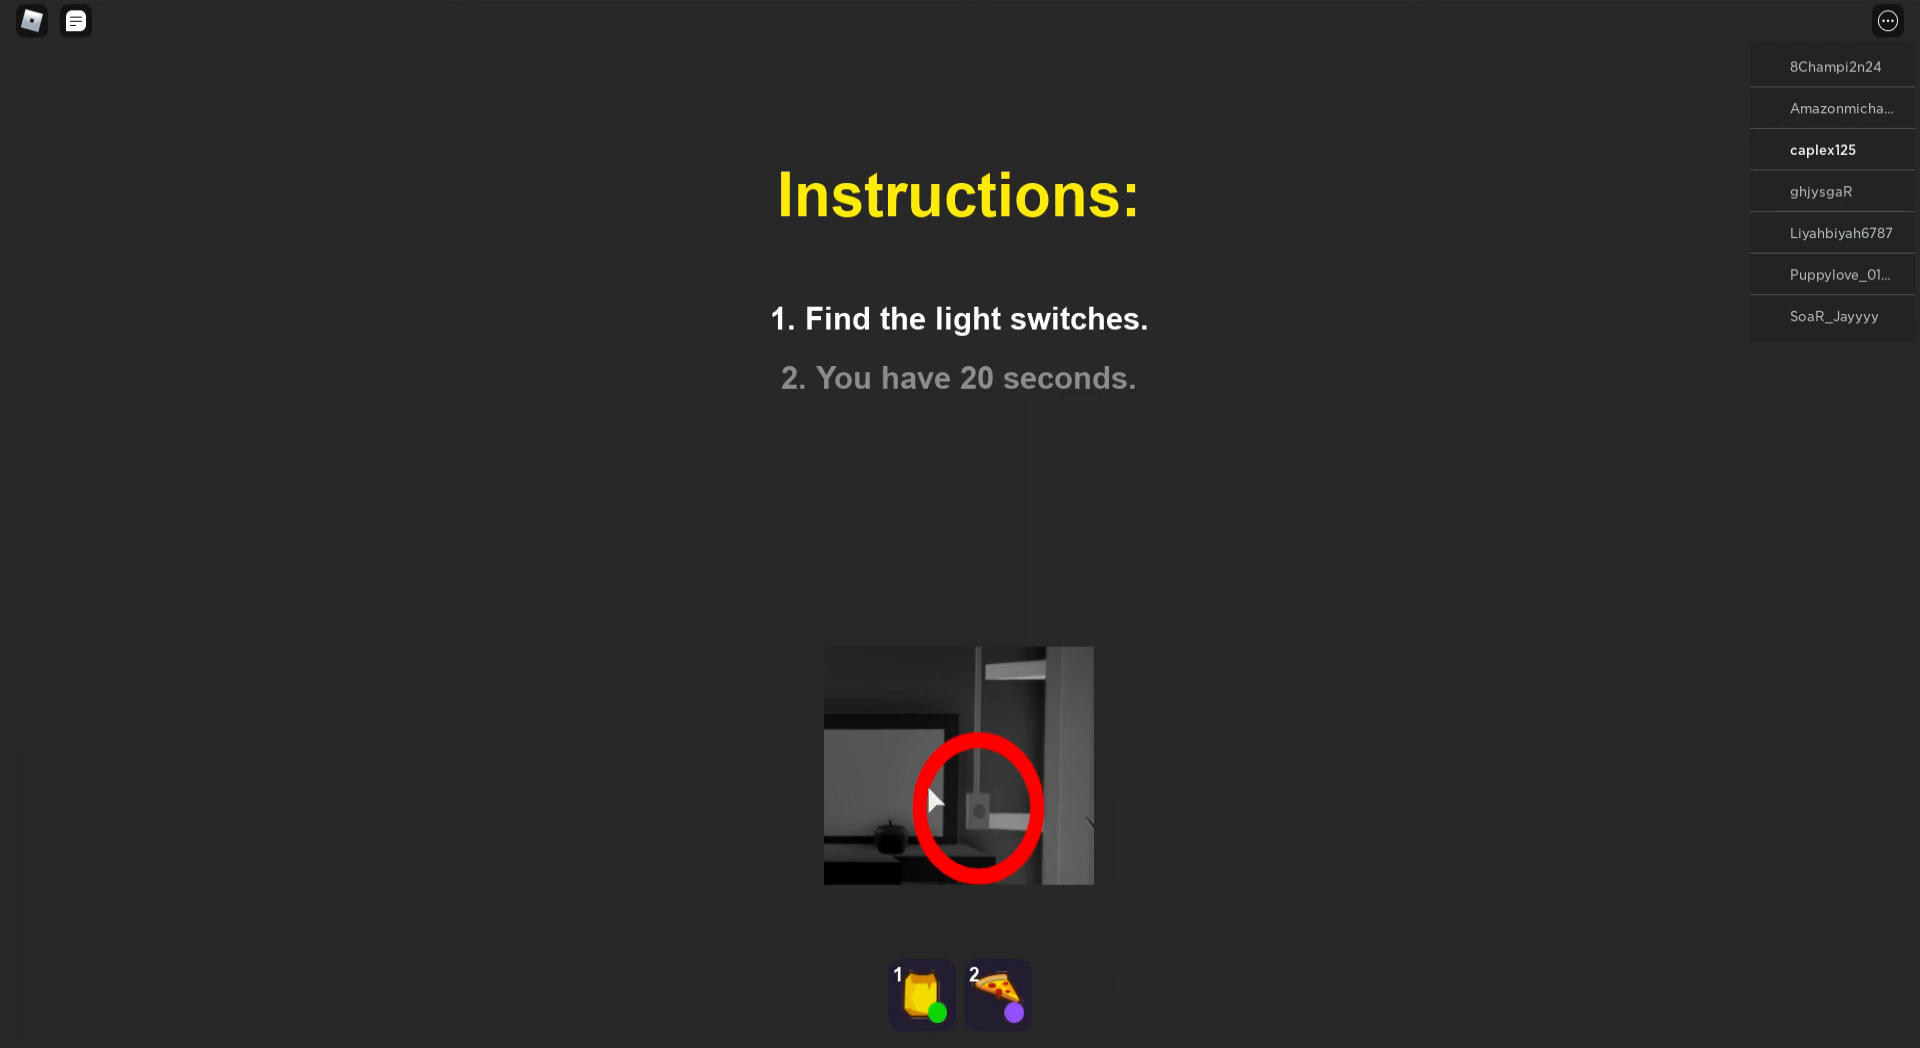 8Champi2n24
Amazonmicha...
caplex125
ghjysgaR
Liyahbiyah6787
Puppylove_01...
SoaR_Jayyyy
Instructions:
1. Find the light switches.
2. You have 20 seconds.
1
2